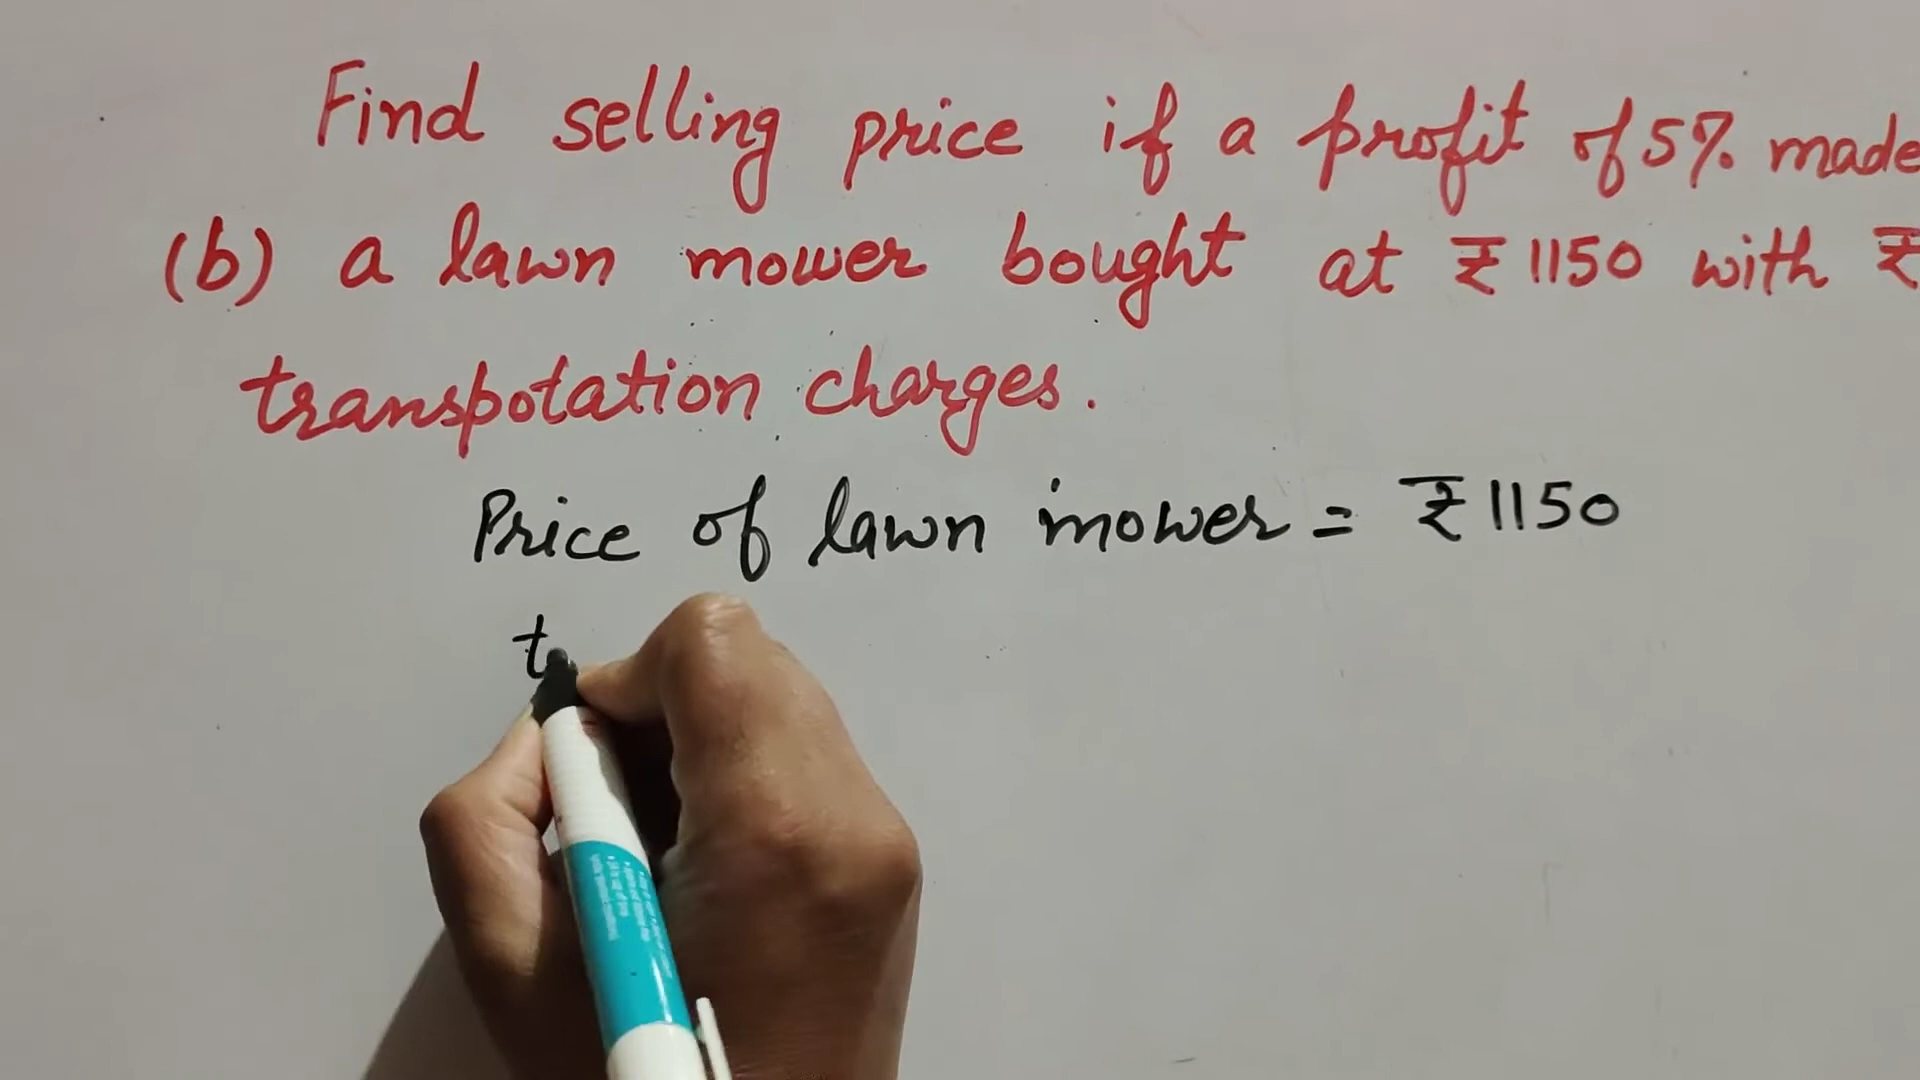 Find selling price if a profit of 5% made
(b) a lawn mower bought at ₹1150 with ₹
transpotation charges.
Price of lawn mower = ₹1150
t